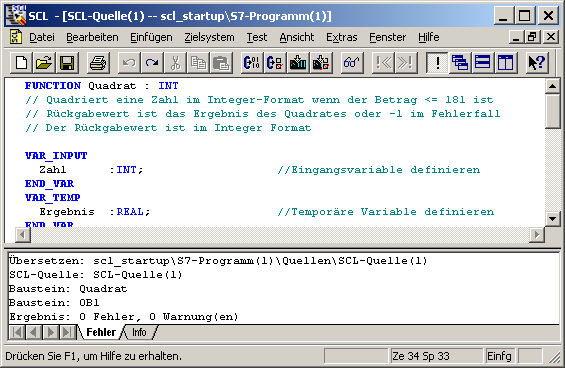 SCL - [SCL-Quelle(1) -- scl_startup\S7-Programm(1)]
Datei Bearbeiten Einfügen Zielsystem Test Ansicht Extras Fenster Hilfe
FUNCTION Quadrat : INT
// Quadriert eine Zahl im Integer-Format wenn der Betrag <= 181 ist
// Rückgabewert ist das Ergebnis des Quadrates oder -1 im Fehlerfall
// Der Rückgabewert ist im Integer Format
VAR_INPUT
Zahl :INT; //Eingangsvariable definieren
END_VAR
VAR_TEMP
Ergebnis :REAL; //Temporäre Variable definieren
END_VAR
Übersetzen: scl_startup\S7-Programm(1)\Quellen\SCL-Quelle(1)
SCL-Quelle: SCL-Quelle(1)
Baustein: Quadrat
Baustein: OB1
Ergebnis: 0 Fehler, 0 Warnung(en)
Fehler Info
Drücken Sie F1, um Hilfe zu erhalten. Ze 34 Sp 33 Einfg